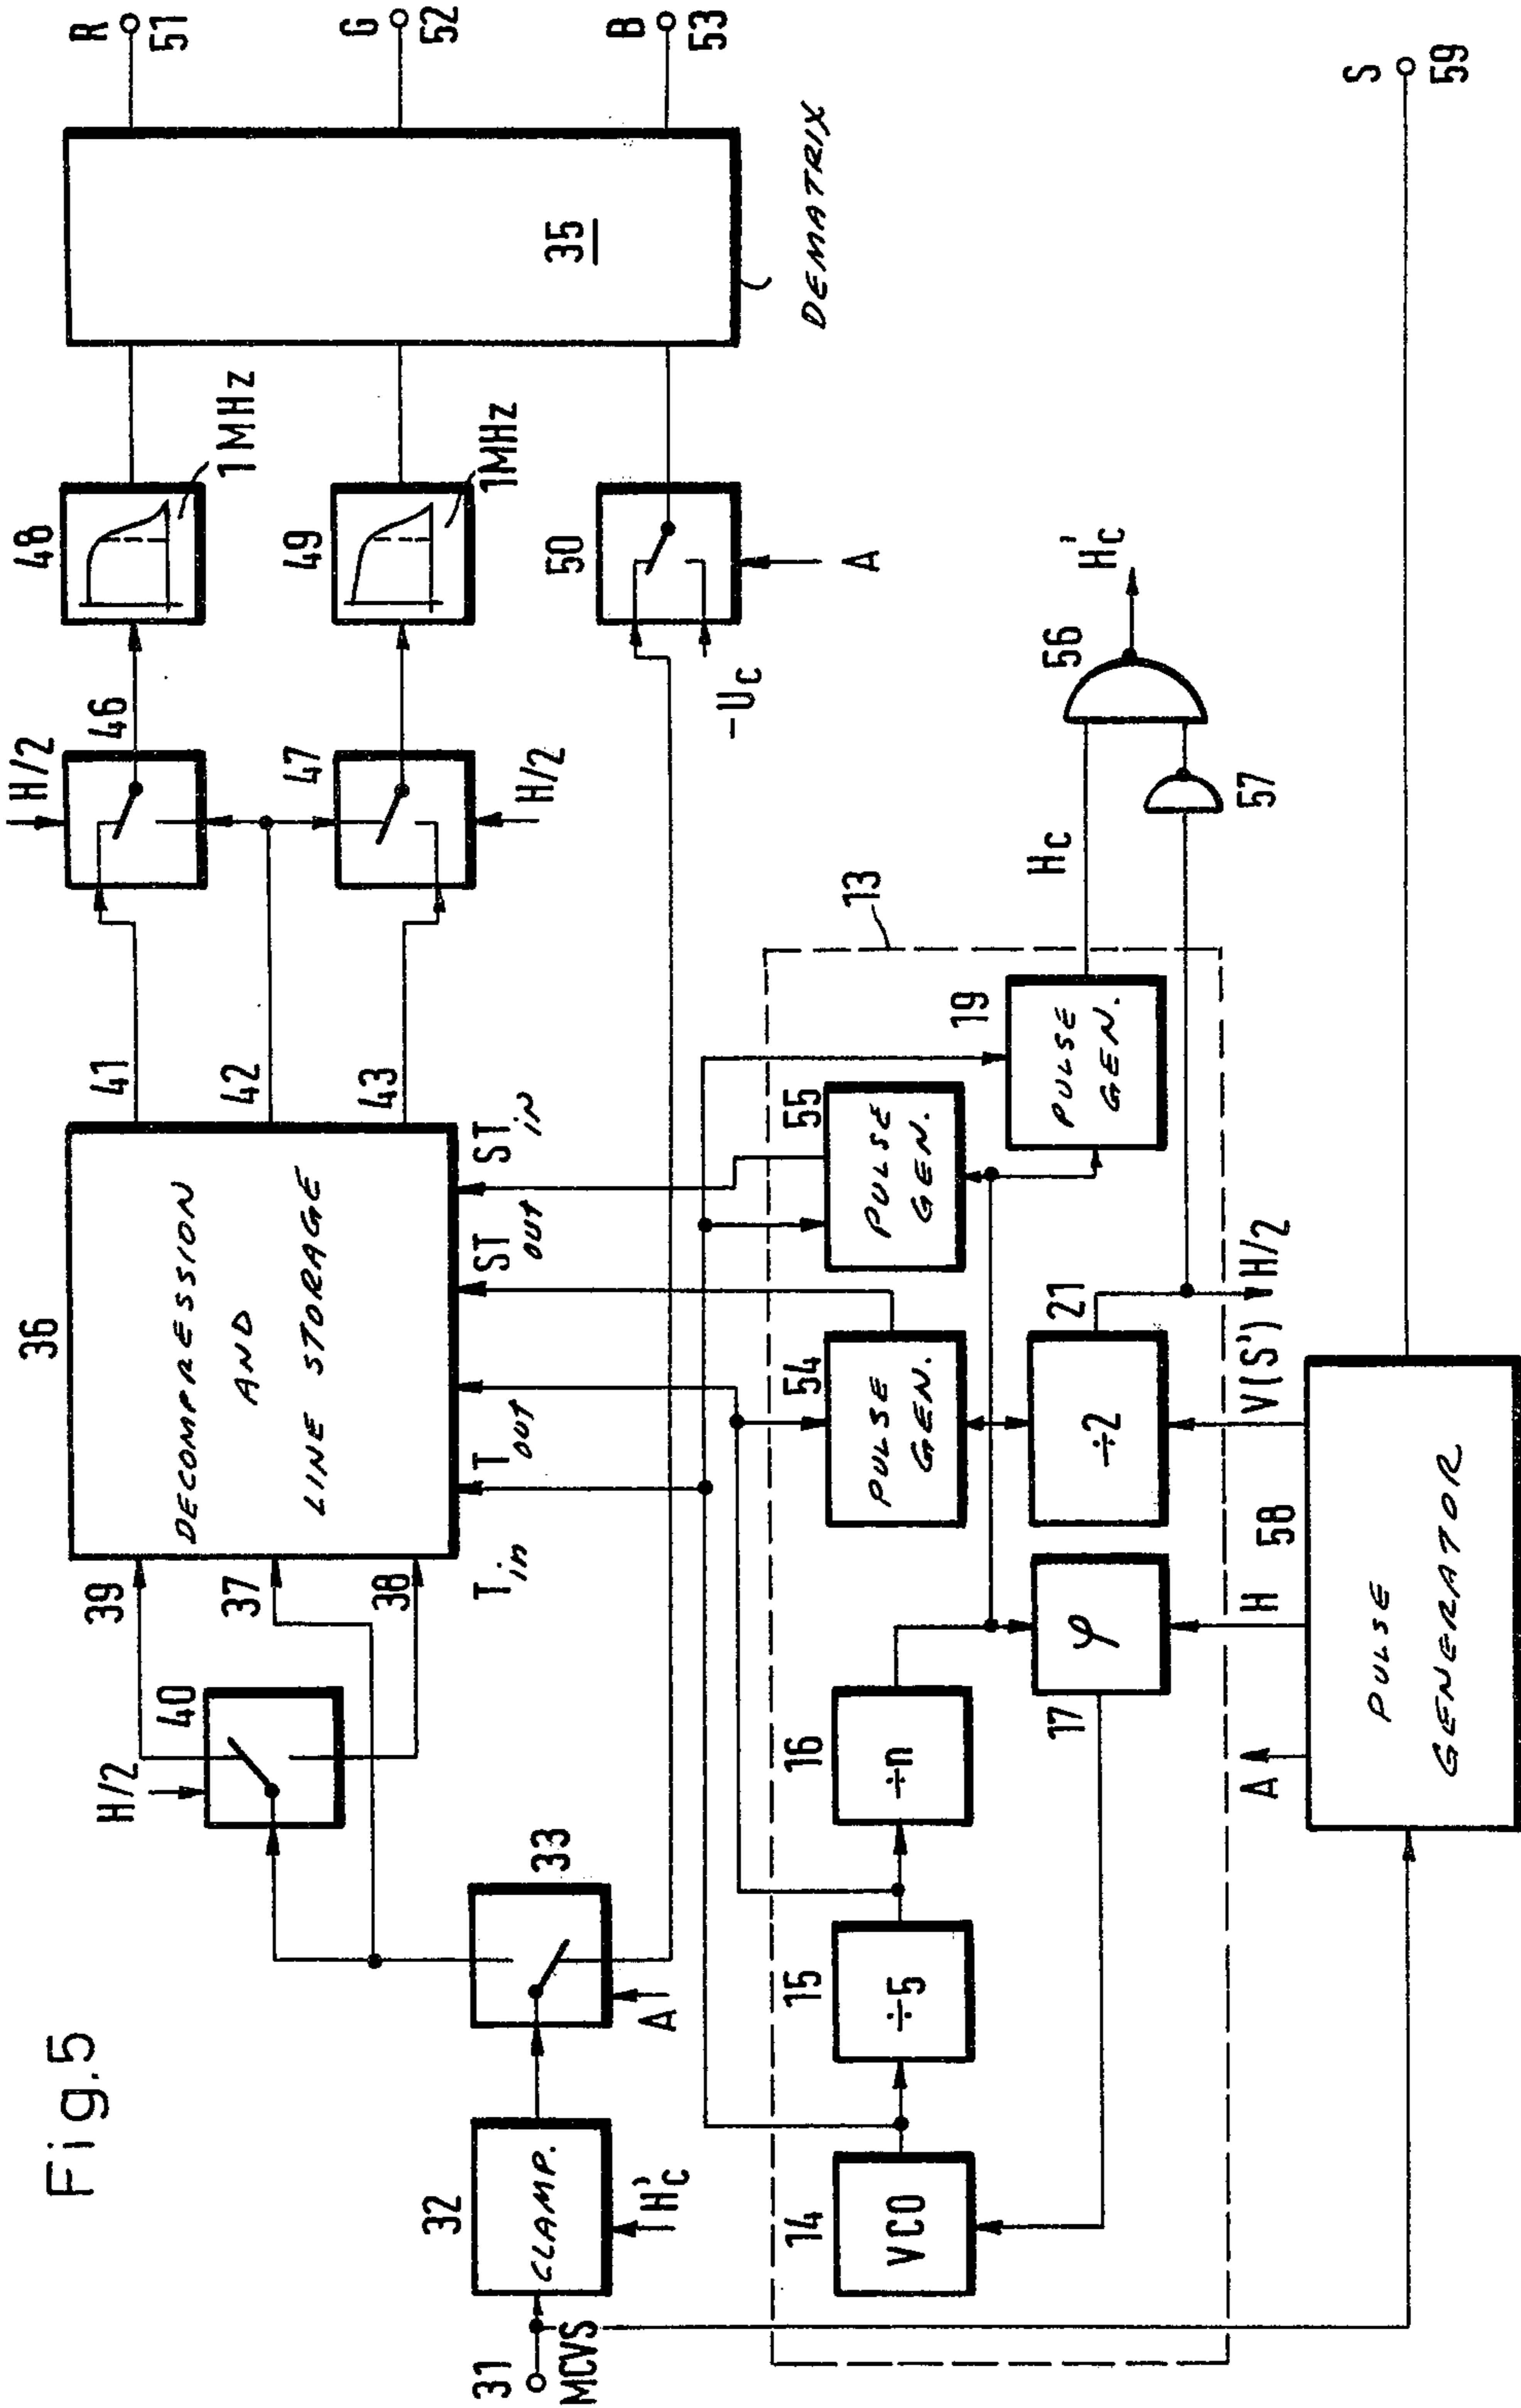 Fig.5
31
MCVS
32
CLAMP.
H'c
33
A
H/2
40
39
37
38
36
DECOMPRESSION
AND
LINE STORAGE
T in
T OUT
ST OUT
ST in
41
42
43
H/2
46
47
H/2
48
1MHz
49
1MHz
50
-Uc
A
35
DEMATRIX
R
51
G
52
B
53
13
14
VCO
15
÷5
16
÷n
17
φ
54
PULSE
GEN.
55
PULSE
GEN.
19
PULSE
GEN.
21
÷2
Hc
56
Hc'
57
A
H
58
V(S')
H/2
PULSE
GENERATOR
S
59